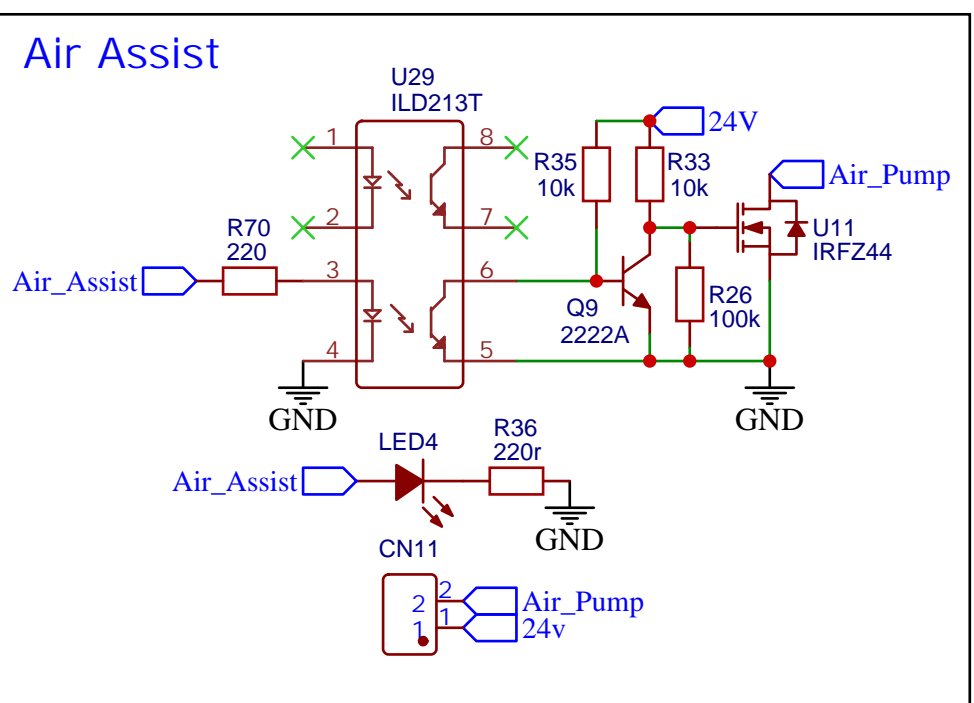 Air Assist
U29
ILD213T
1
8
2
7
3
6
4
5
R70
220
Air_Assist
GND
R35
10k
R33
10k
24V
Air_Pump
U11
IRFZ44
Q9
2222A
R26
100k
GND
LED4
R36
220r
Air_Assist
GND
CN11
2
2
1
1
Air_Pump
24v